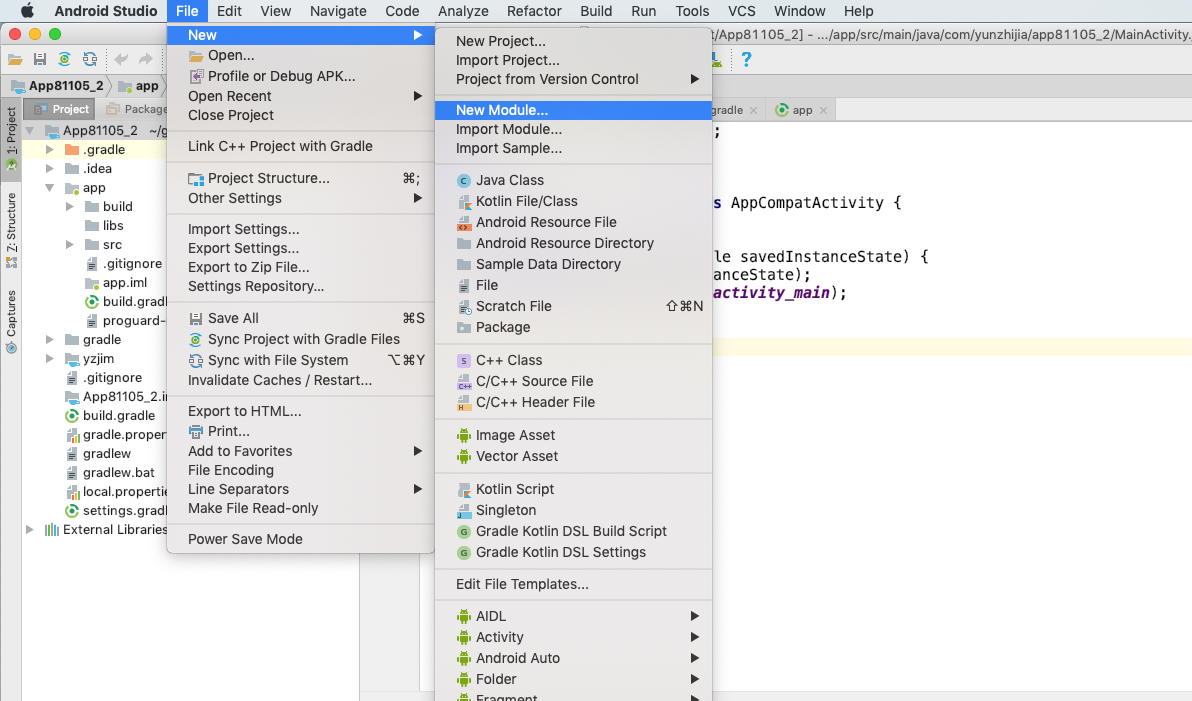 Android Studio File Edit View Navigate Code Analyze Refactor Build Run Tools VCS Window Help
/App81105_2] - .../app/src/main/java/com/yunzhijia/app81105_2/MainActivity.
App81105_2 app
Project Package
1: Project
Z: Structure
Captures
App81105_2 ~/g
.gradle
.idea
app
build
libs
src
.gitignore
app.iml
build.gradl
proguard-
gradle
yzjim
.gitignore
App81105_2.i
build.gradle
gradle.proper
gradlew
gradlew.bat
local.propertie
settings.gradl
External Libraries
New
Open...
Profile or Debug APK...
Open Recent
Close Project
Link C++ Project with Gradle
Project Structure... ⌘;
Other Settings
Import Settings...
Export Settings...
Export to Zip File...
Settings Repository...
Save All ⌘S
Sync Project with Gradle Files
Sync with File System ⌥⌘Y
Invalidate Caches / Restart...
Export to HTML...
Print...
Add to Favorites
File Encoding
Line Separators
Make File Read-only
Power Save Mode
New Project...
Import Project...
Project from Version Control
New Module...
Import Module...
Import Sample...
Java Class
Kotlin File/Class
Android Resource File
Android Resource Directory
Sample Data Directory
File
Scratch File ⇧⌘N
Package
C++ Class
C/C++ Source File
C/C++ Header File
Image Asset
Vector Asset
Kotlin Script
Singleton
Gradle Kotlin DSL Build Script
Gradle Kotlin DSL Settings
Edit File Templates...
AIDL
Activity
Android Auto
Folder
Fragment
gradle app
;
s AppCompatActivity {
le savedInstanceState) {
anceState);
activity_main);